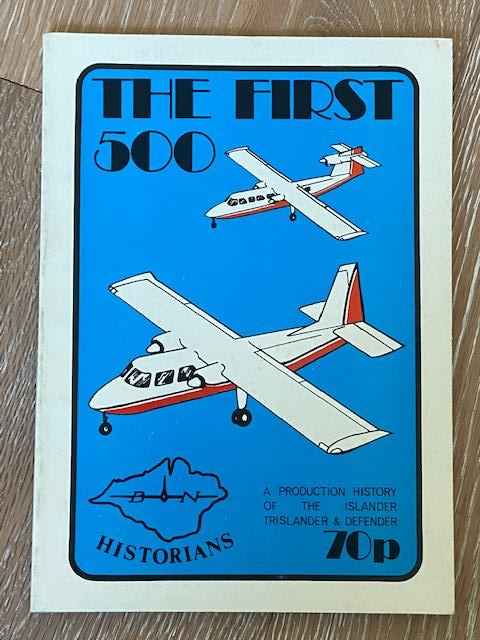 THE FIRST
500
B N
HISTORIANS
A PRODUCTION HISTORY
OF THE ISLANDER
TRISLANDER & DEFENDER
70p